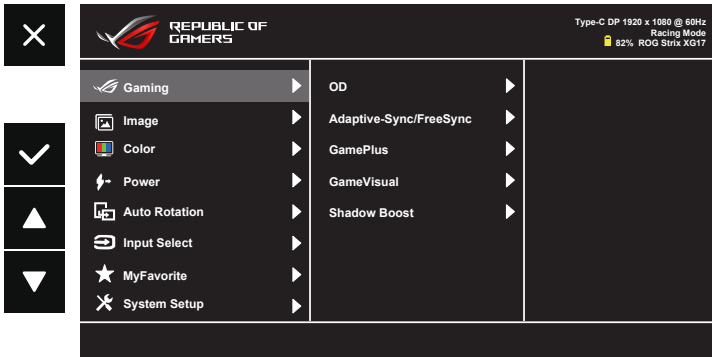 REPUBLIC OF
GAMERS
Type-C DP 1920 x 1080 @ 60Hz
Racing Mode
82% ROG Strix XG17
Gaming
Image
Color
Power
Auto Rotation
Input Select
MyFavorite
System Setup
OD
Adaptive-Sync/FreeSync
GamePlus
GameVisual
Shadow Boost